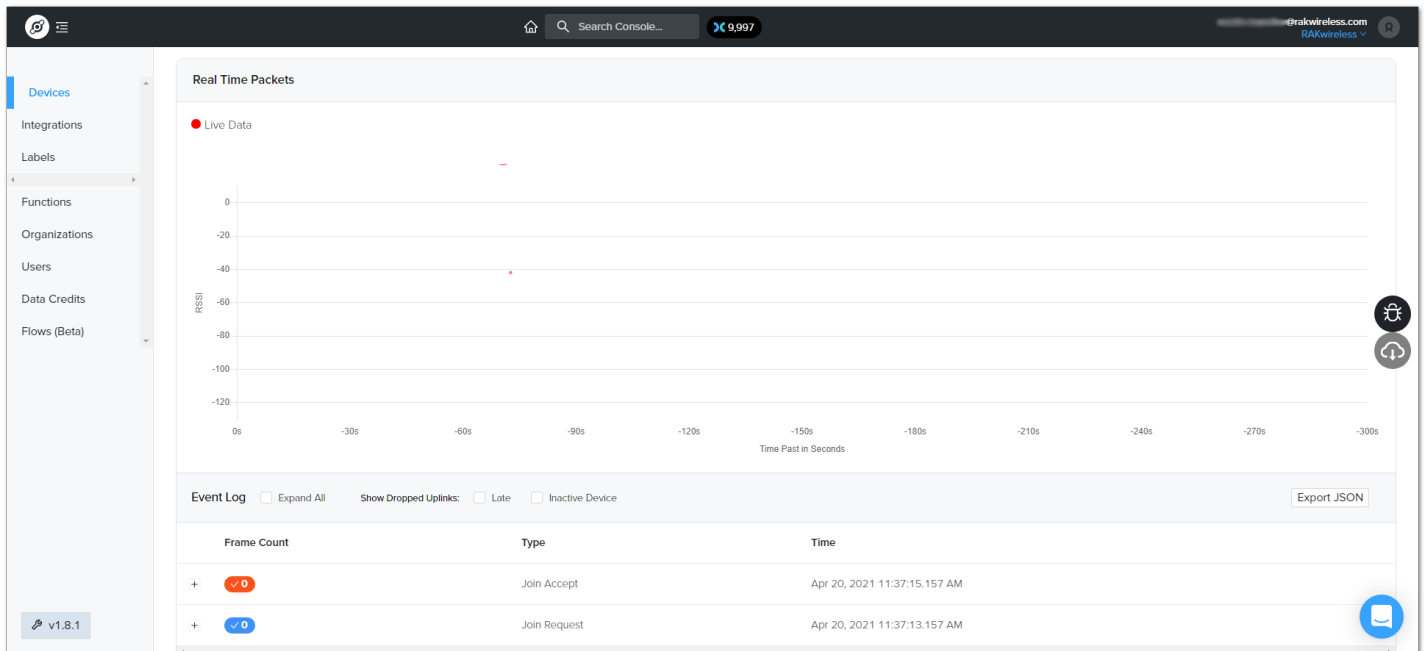 Search Console...
9,997
@rakwireless.com
RAKwireless
R
Devices
Integrations
Labels
Functions
Organizations
Users
Data Credits
Flows (Beta)
v1.8.1
Real Time Packets
Live Data
RSSI
0
-20
-40
-60
-80
-100
-120
0s -30s -60s -90s -120s -150s -180s -210s -240s -270s -300s
Time Past in Seconds
Event Log Expand All Show Dropped Uplinks: Late Inactive Device Export JSON
Frame Count Type Time
0 Join Accept Apr 20, 2021 11:37:15.157 AM
0 Join Request Apr 20, 2021 11:37:13.157 AM